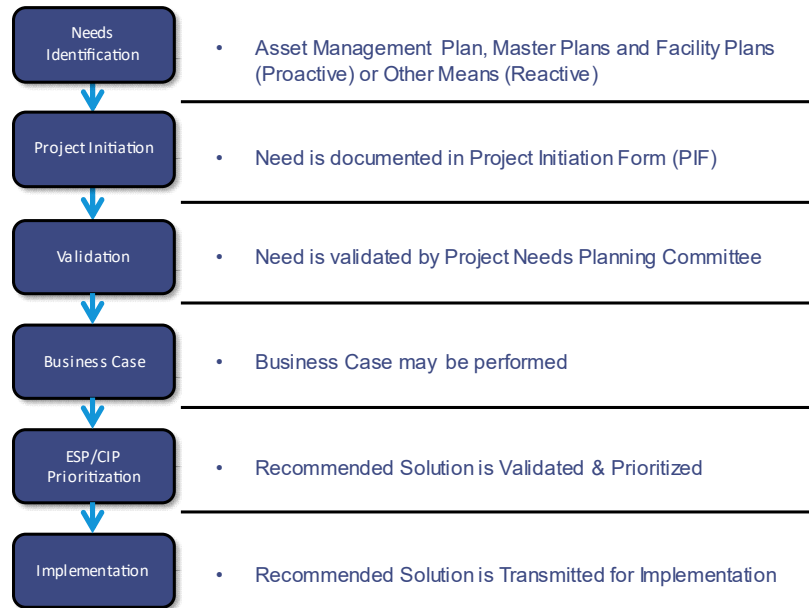 Needs
Identification
• Asset Management Plan, Master Plans and Facility Plans
(Proactive) or Other Means (Reactive)
Project Initiation
• Need is documented in Project Initiation Form (PIF)
Validation
• Need is validated by Project Needs Planning Committee
Business Case
• Business Case may be performed
ESP/CIP
Prioritization
• Recommended Solution is Validated & Prioritized
Implementation
• Recommended Solution is Transmitted for Implementation